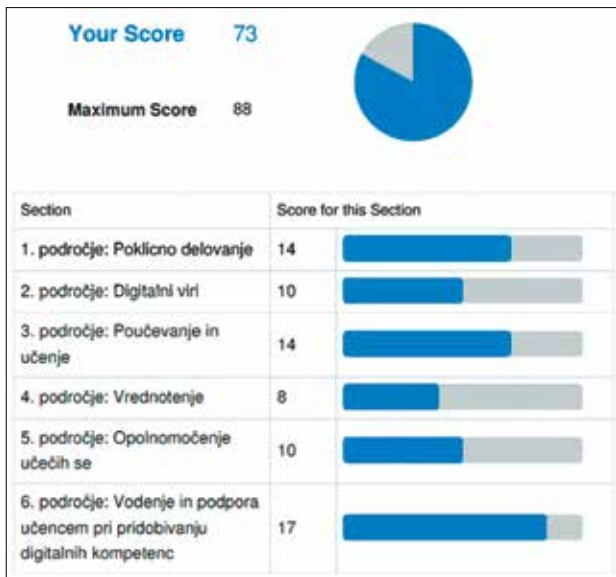 Your Score 73
Maximum Score 88
Section Score for this Section
1. področje: Poklicno delovanje 14
2. področje: Digitalni viri 10
3. področje: Poučevanje in
učenje 14
4. področje: Vrednotenje 8
5. področje: Opolnomočenje
učečih se 10
6. področje: Vodenje in podpora
učencem pri pridobivanju
digitalnih kompetenc 17